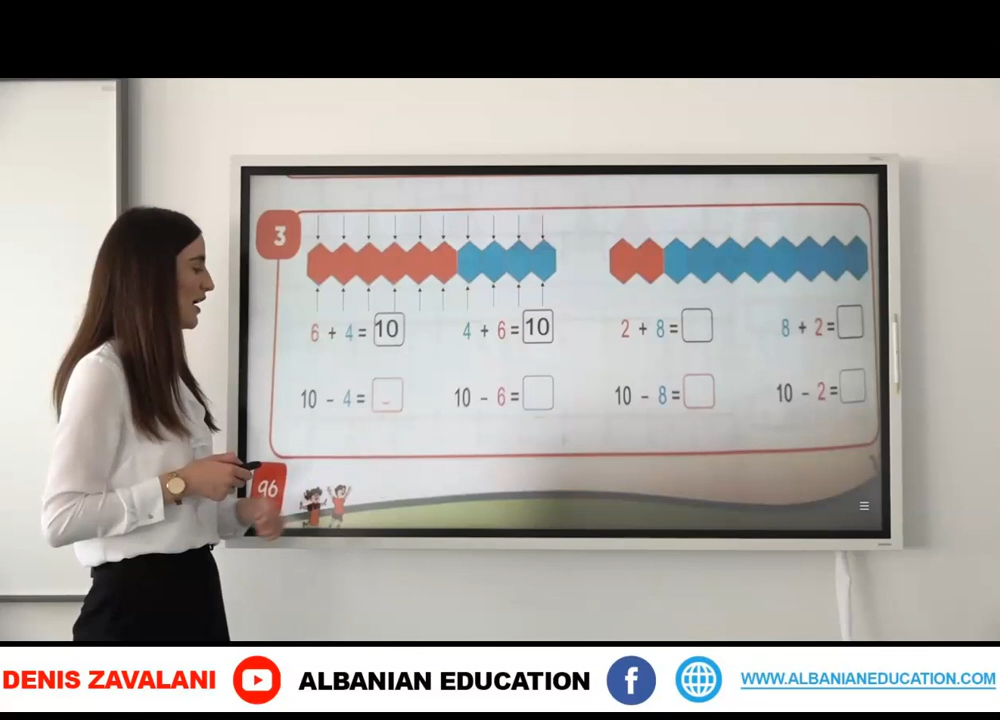 3
6 + 4 = 10 4 + 6 = 10 2 + 8 = 8 + 2 =
10 - 4 = 10 - 6 = 10 - 8 = 10 - 2 =
96
DENIS ZAVALANI ALBANIAN EDUCATION WWW.ALBANIANEDUCATION.COM